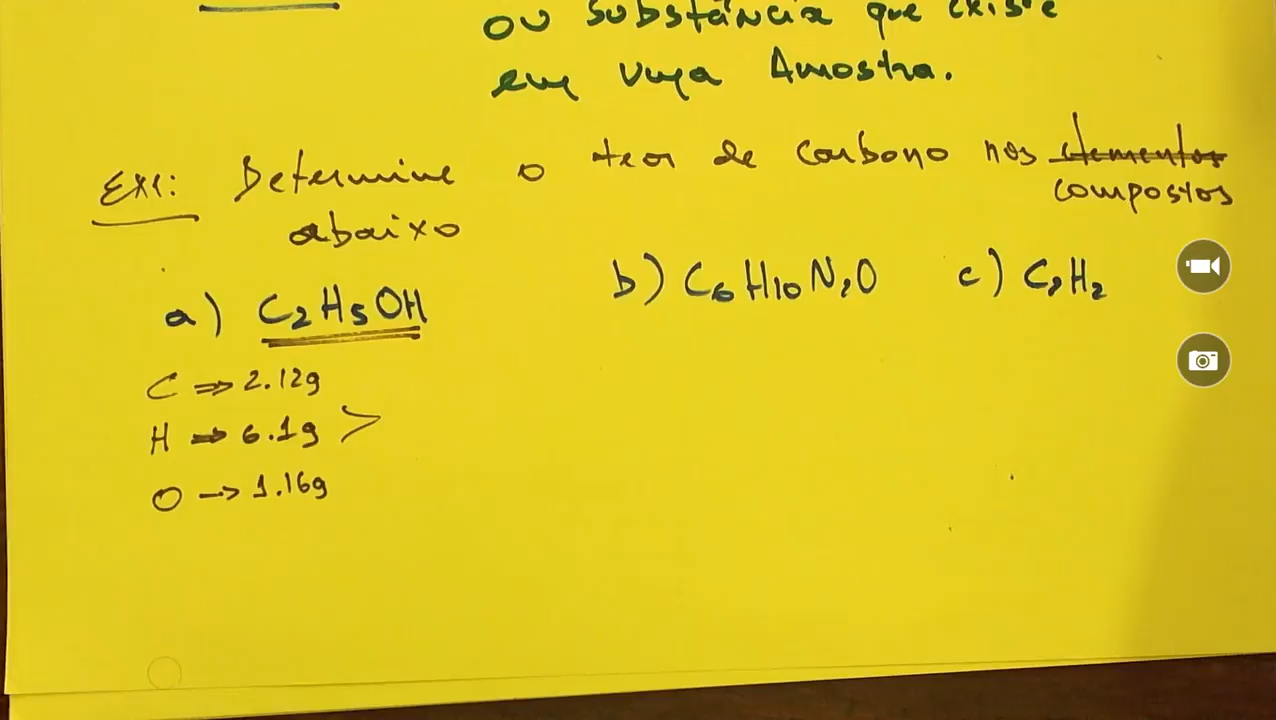 ou substância que existe
em uma Amostra.
Ex1: Determine o teor de carbono nos elementos
compostos
abaixo
a) C2H5OH
b) C6H10N2O c) C2H2
C ⇒ 2.12g
H ⇒ 6.1g >
O → 1.16g